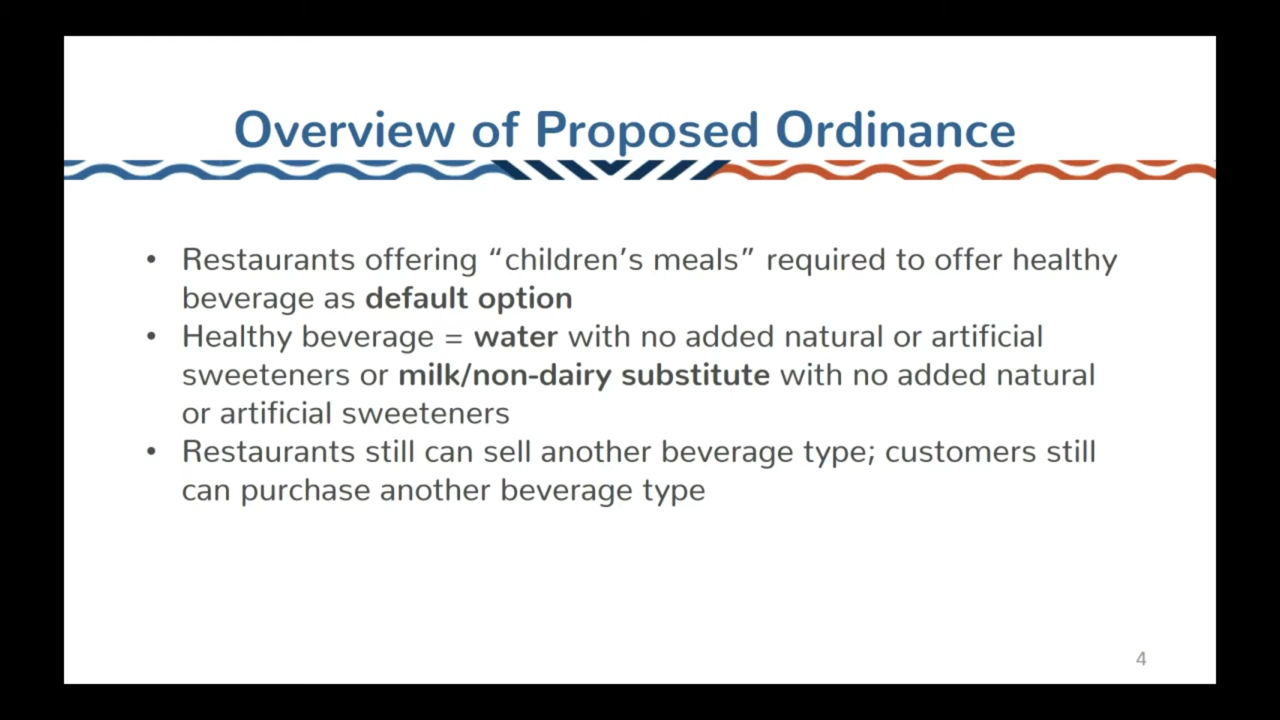 Overview of Proposed Ordinance
• Restaurants offering “children’s meals” required to offer healthy
beverage as default option
• Healthy beverage = water with no added natural or artificial
sweeteners or milk/non-dairy substitute with no added natural
or artificial sweeteners
• Restaurants still can sell another beverage type; customers still
can purchase another beverage type
4